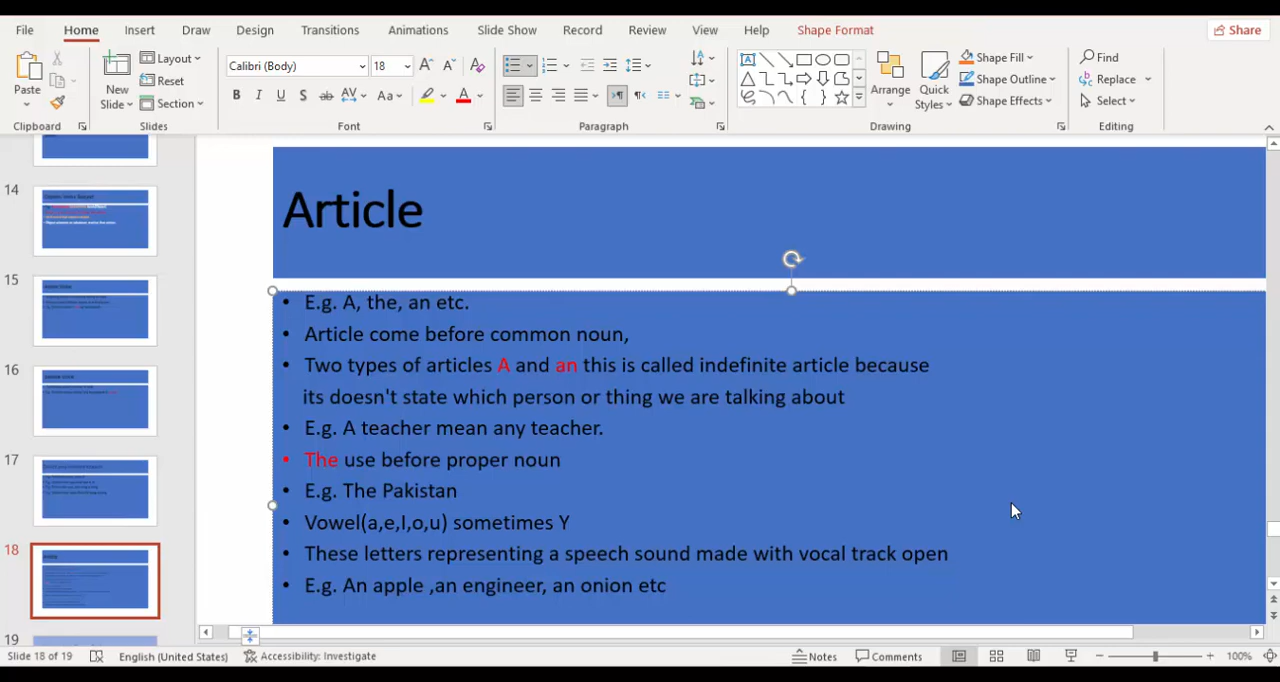 File Home Insert Draw Design Transitions Animations Slide Show Record Review View Help Shape Format Share
Paste
Clipboard
New Slide
Layout
Reset
Section
Slides
Calibri (Body) 18
B I U S ab AV Aa A
Font
Paragraph
Arrange
Quick Styles
Shape Fill
Shape Outline
Shape Effects
Drawing
Find
Replace
Select
Editing
14
15
16
17
18
19
Article
• E.g. A, the, an etc.
• Article come before common noun,
• Two types of articles A and an this is called indefinite article because
its doesn't state which person or thing we are talking about
• E.g. A teacher mean any teacher.
• The use before proper noun
• E.g. The Pakistan
• Vowel(a,e,I,o,u) sometimes Y
• These letters representing a speech sound made with vocal track open
• E.g. An apple ,an engineer, an onion etc
Slide 18 of 19 English (United States) Accessibility: Investigate Notes Comments 100%